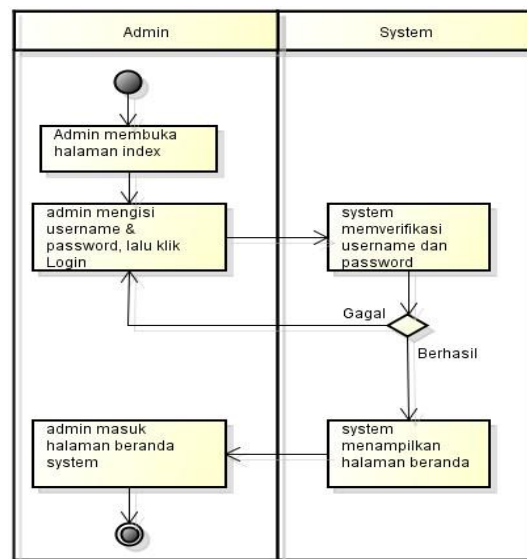 Admin
System
Admin membuka
halaman index
admin mengisi
username &
password, lalu klik
Login
system
memverifikasi
username dan
password
Gagal
Berhasil
system
menampilkan
halaman beranda
admin masuk
halaman beranda
system